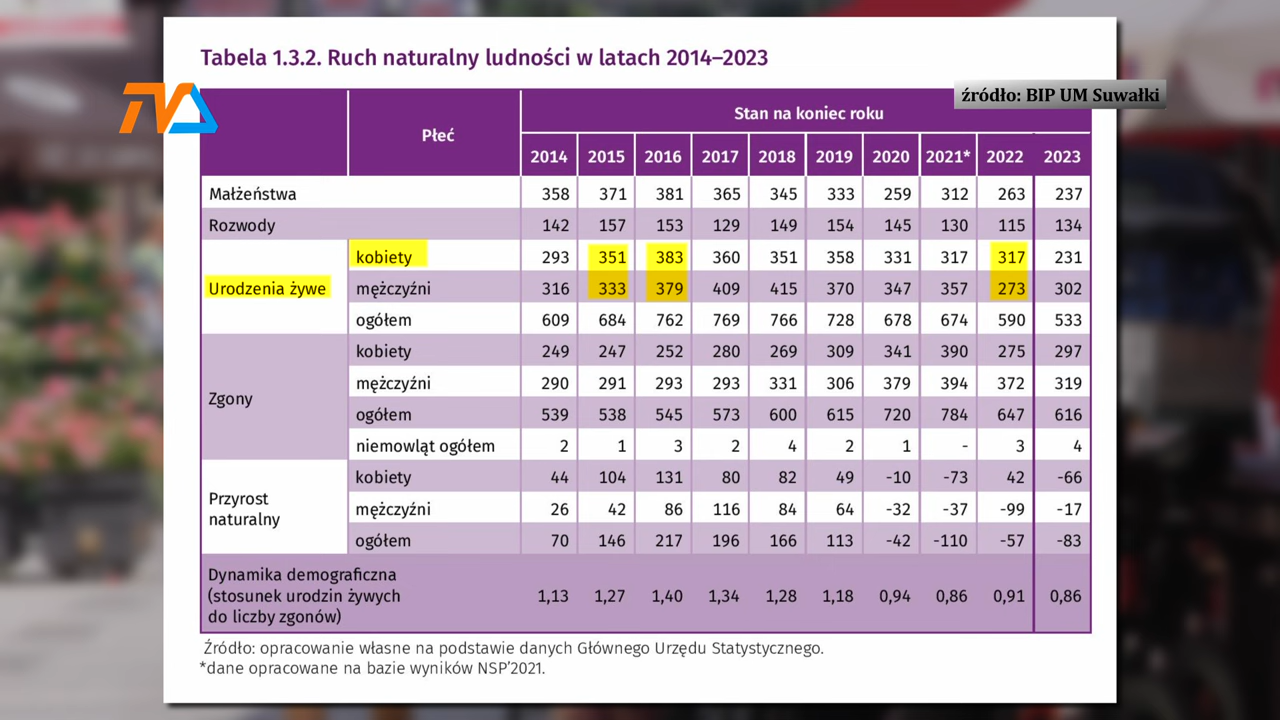 Tabela 1.3.2. Ruch naturalny ludności w latach 2014–2023
TVA
źródło: BIP UM Suwałki
Płeć Stan na koniec roku
2014 2015 2016 2017 2018 2019 2020 2021* 2022 2023
Małżeństwa 358 371 381 365 345 333 259 312 263 237
Rozwody 142 157 153 129 149 154 145 130 115 134
kobiety 293 351 383 360 351 358 331 317 317 231
Urodzenia żywe mężczyźni 316 333 379 409 415 370 347 357 273 302
ogółem 609 684 762 769 766 728 678 674 590 533
kobiety 249 247 252 280 269 309 341 390 275 297
mężczyźni 290 291 293 293 331 306 379 394 372 319
Zgony
ogółem 539 538 545 573 600 615 720 784 647 616
niemowląt ogółem 2 1 3 2 4 2 1 - 3 4
kobiety 44 104 131 80 82 49 -10 -73 42 -66
Przyrost
naturalny
mężczyźni 26 42 86 116 84 64 -32 -37 -99 -17
ogółem 70 146 217 196 166 113 -42 -110 -57 -83
Dynamika demograficzna
(stosunek urodzin żywych 1,13 1,27 1,40 1,34 1,28 1,18 0,94 0,86 0,91 0,86
do liczby zgonów)
Źródło: opracowanie własne na podstawie danych Głównego Urzędu Statystycznego.
*dane opracowane na bazie wyników NSP’2021.